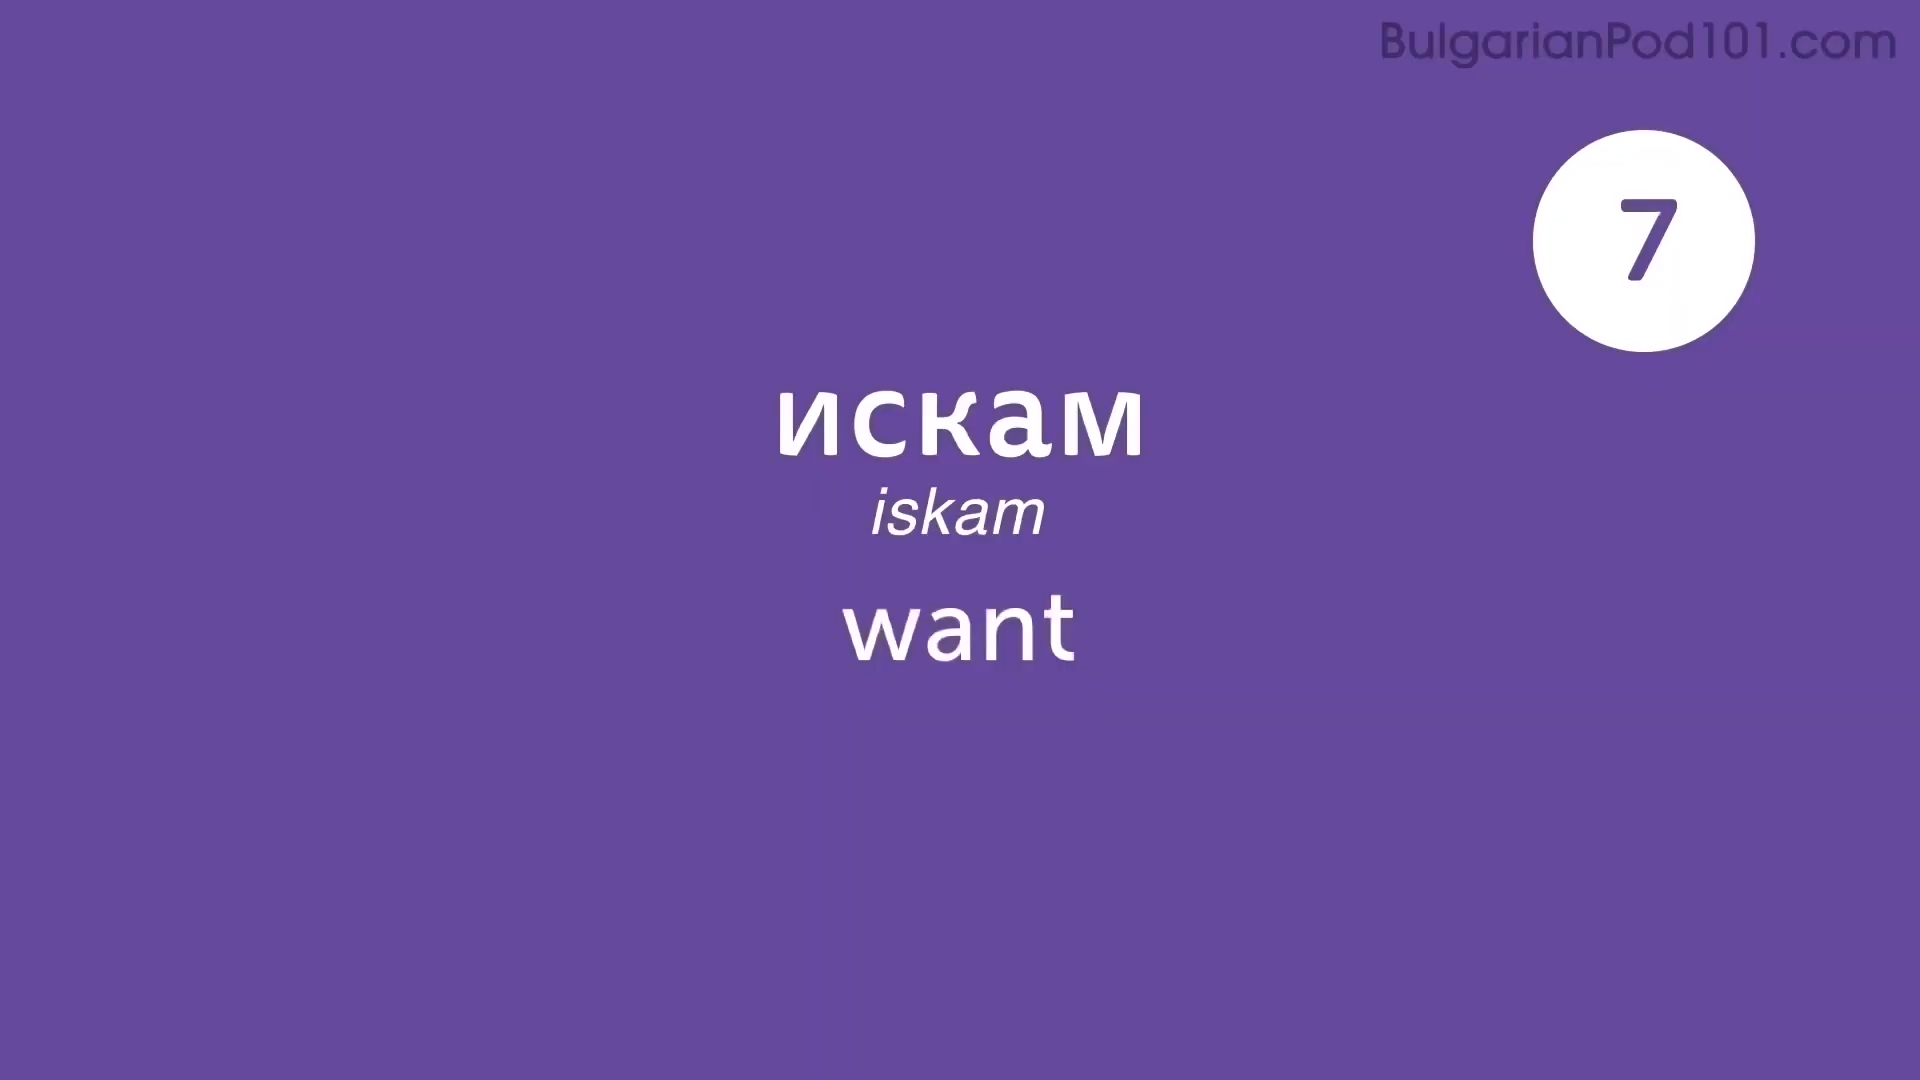 BulgarianPod101.com
7
искам
iskam
want